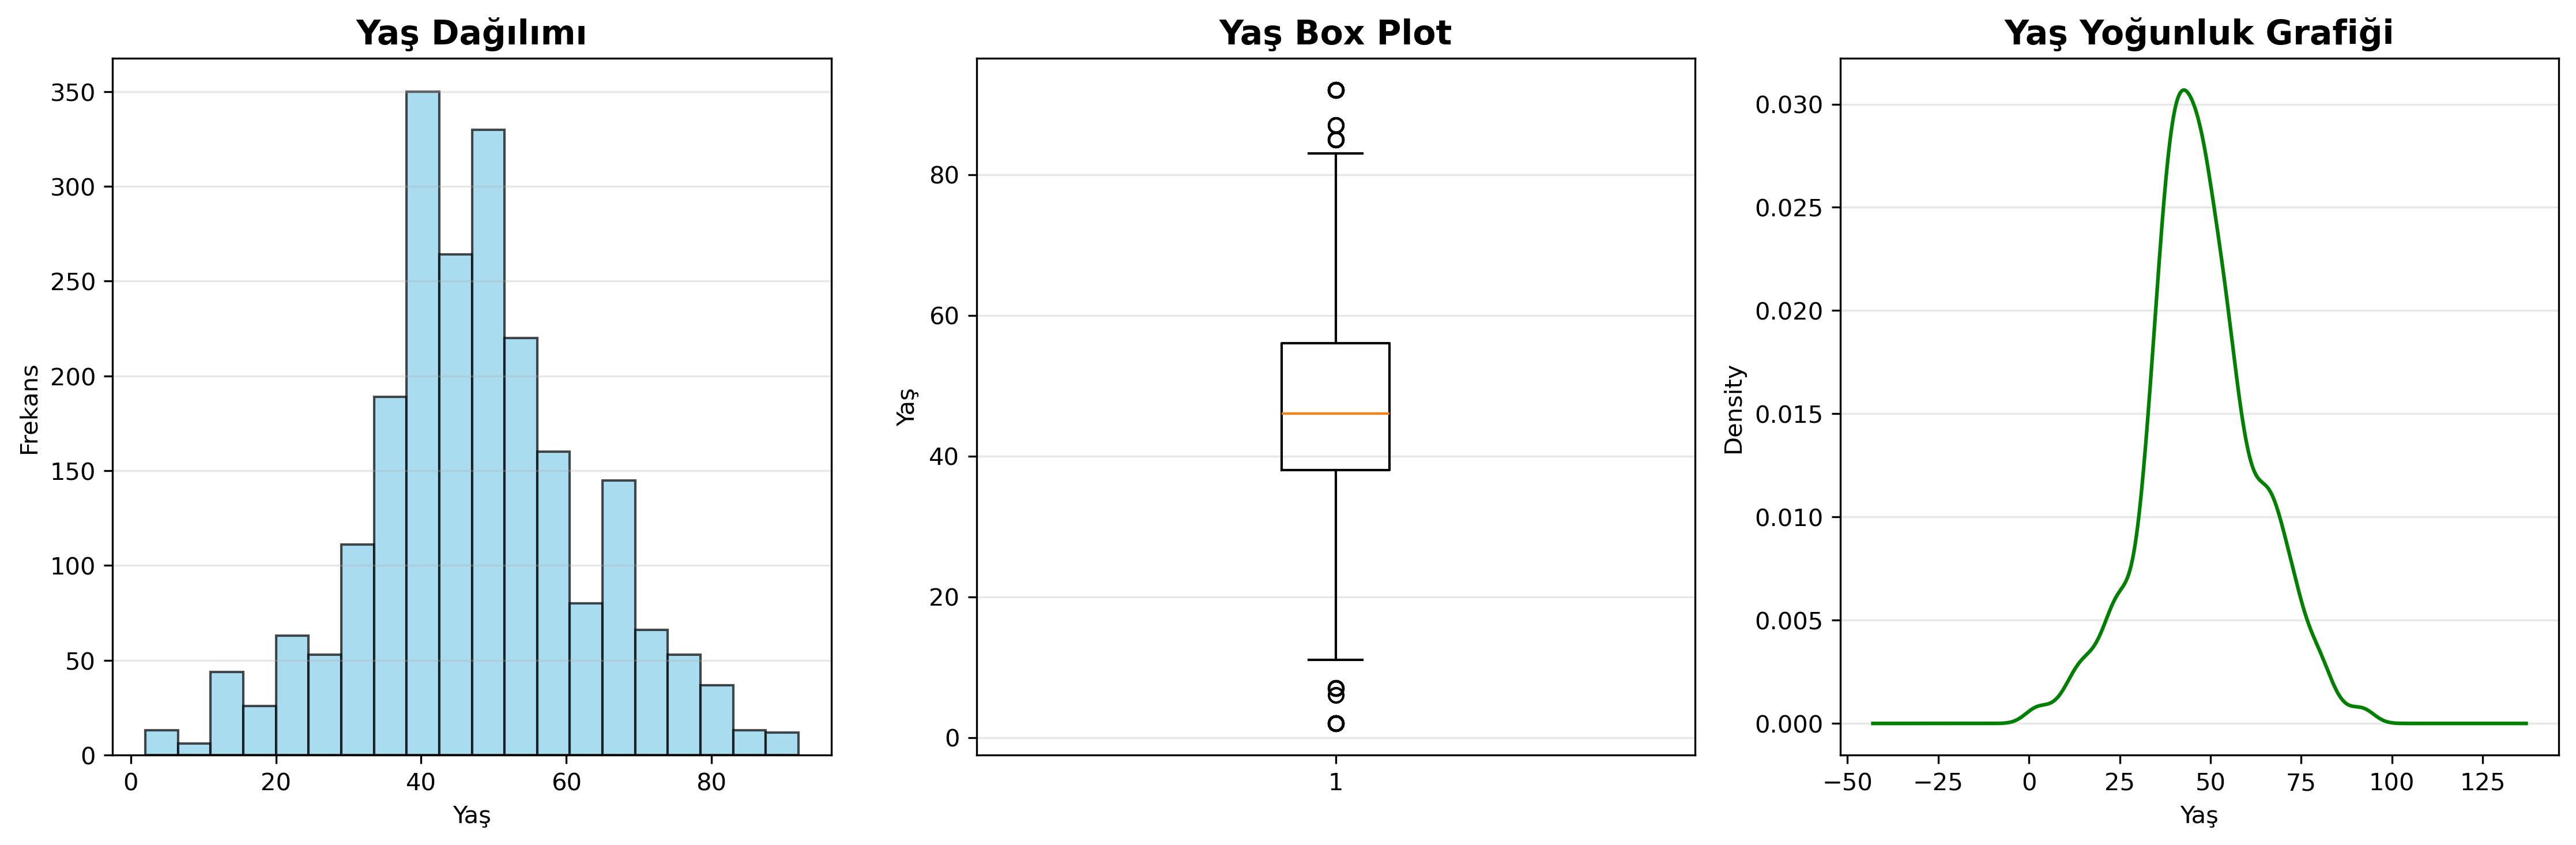 Yaş Dağılımı
Frekans
350
300
250
200
150
100
50
0
0 20 40 60 80
Yaş
Yaş Box Plot
Yaş
80
60
40
20
0
1
Yaş Yoğunluk Grafiği
Density
0.030
0.025
0.020
0.015
0.010
0.005
0.000
−50 −25 0 25 50 75 100 125
Yaş